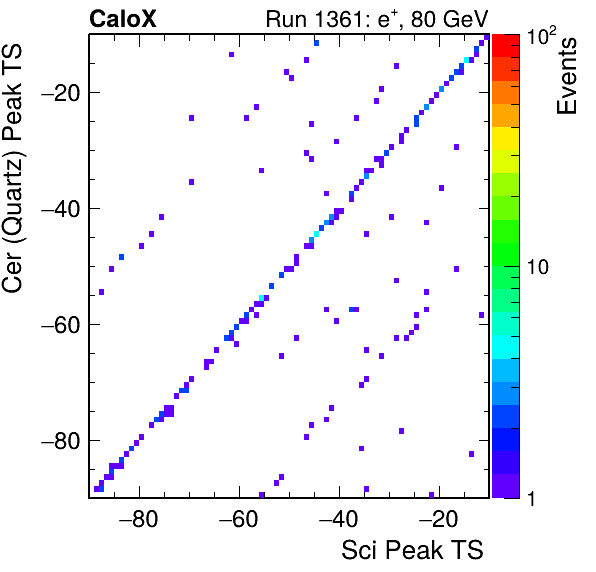 CaloX Run 1361: e⁺, 80 GeV
Cer (Quartz) Peak TS
−20
−40
−60
−80
−80 −60 −40 −20
Sci Peak TS
10²
10
1
Events